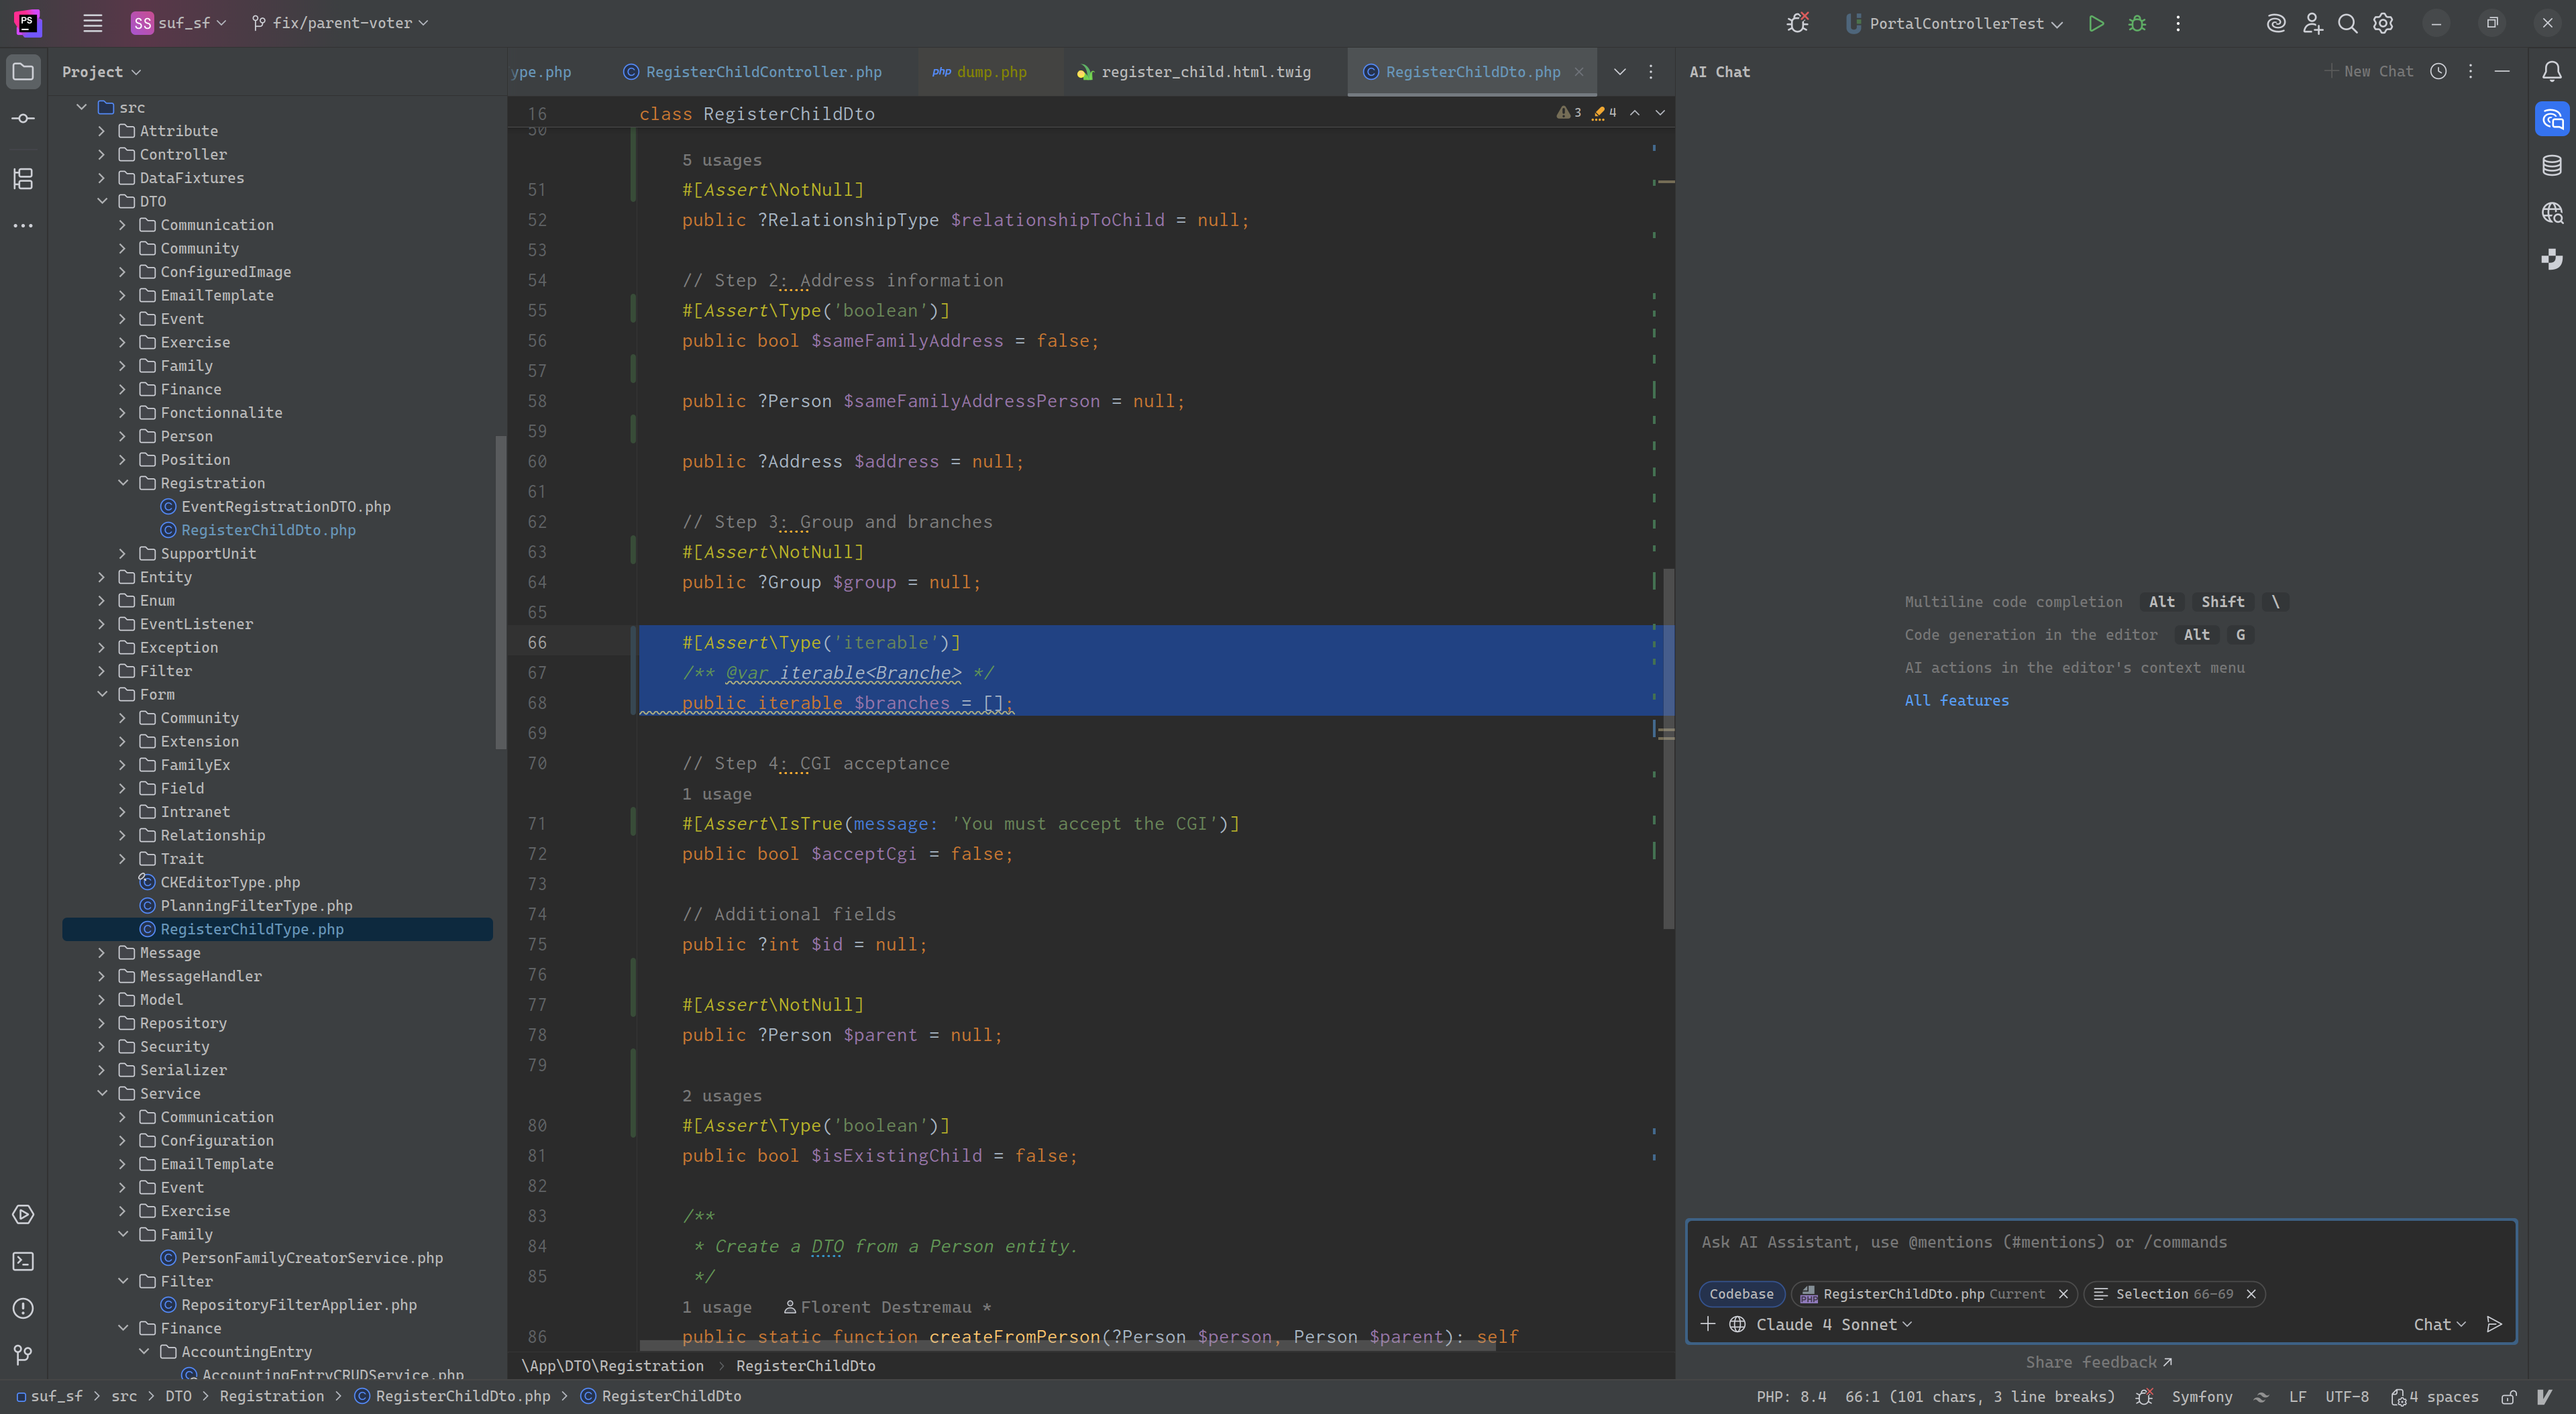 PS
SS suf_sf
fix/parent-voter
PortalControllerTest
Project
src
Attribute
Controller
DataFixtures
DTO
Communication
Community
ConfiguredImage
EmailTemplate
Event
Exercise
Family
Finance
Fonctionnalite
Person
Position
Registration
EventRegistrationDTO.php
RegisterChildDto.php
SupportUnit
Entity
Enum
EventListener
Exception
Filter
Form
Community
Extension
FamilyEx
Field
Intranet
Relationship
Trait
CKEditorType.php
PlanningFilterType.php
RegisterChildType.php
Message
MessageHandler
Model
Repository
Security
Serializer
Service
Communication
Configuration
EmailTemplate
Event
Exercise
Family
PersonFamilyCreatorService.php
Filter
RepositoryFilterApplier.php
Finance
AccountingEntry
AccountingEntryCRUDService.php
ype.php
RegisterChildController.php
php dump.php
register_child.html.twig
RegisterChildDto.php
16 class RegisterChildDto
3 4
50
5 usages
51 #[Assert\NotNull]
52 public ?RelationshipType $relationshipToChild = null;
53
54 // Step 2: Address information
55 #[Assert\Type('boolean')]
56 public bool $sameFamilyAddress = false;
57
58 public ?Person $sameFamilyAddressPerson = null;
59
60 public ?Address $address = null;
61
62 // Step 3: Group and branches
63 #[Assert\NotNull]
64 public ?Group $group = null;
65
66 #[Assert\Type('iterable')]
67 /** @var iterable<Branche> */
68 public iterable $branches = [];
69
70 // Step 4: CGI acceptance
1 usage
71 #[Assert\IsTrue(message: 'You must accept the CGI')]
72 public bool $acceptCgi = false;
73
74 // Additional fields
75 public ?int $id = null;
76
77 #[Assert\NotNull]
78 public ?Person $parent = null;
79
2 usages
80 #[Assert\Type('boolean')]
81 public bool $isExistingChild = false;
82
83 /**
84 * Create a DTO from a Person entity.
85 */
1 usage Florent Destremau *
86 public static function createFromPerson(?Person $person, Person $parent): self
\App\DTO\Registration > RegisterChildDto
AI Chat
New Chat
Multiline code completion Alt Shift \
Code generation in the editor Alt G
AI actions in the editor's context menu
All features
Ask AI Assistant, use @mentions (#mentions) or /commands
Codebase
PHP RegisterChildDto.php Current
Selection 66-69
Claude 4 Sonnet
Chat
Share feedback ↗
suf_sf > src > DTO > Registration > RegisterChildDto.php > RegisterChildDto
PHP: 8.4
66:1 (101 chars, 3 line breaks)
Symfony
LF
UTF-8
4 spaces